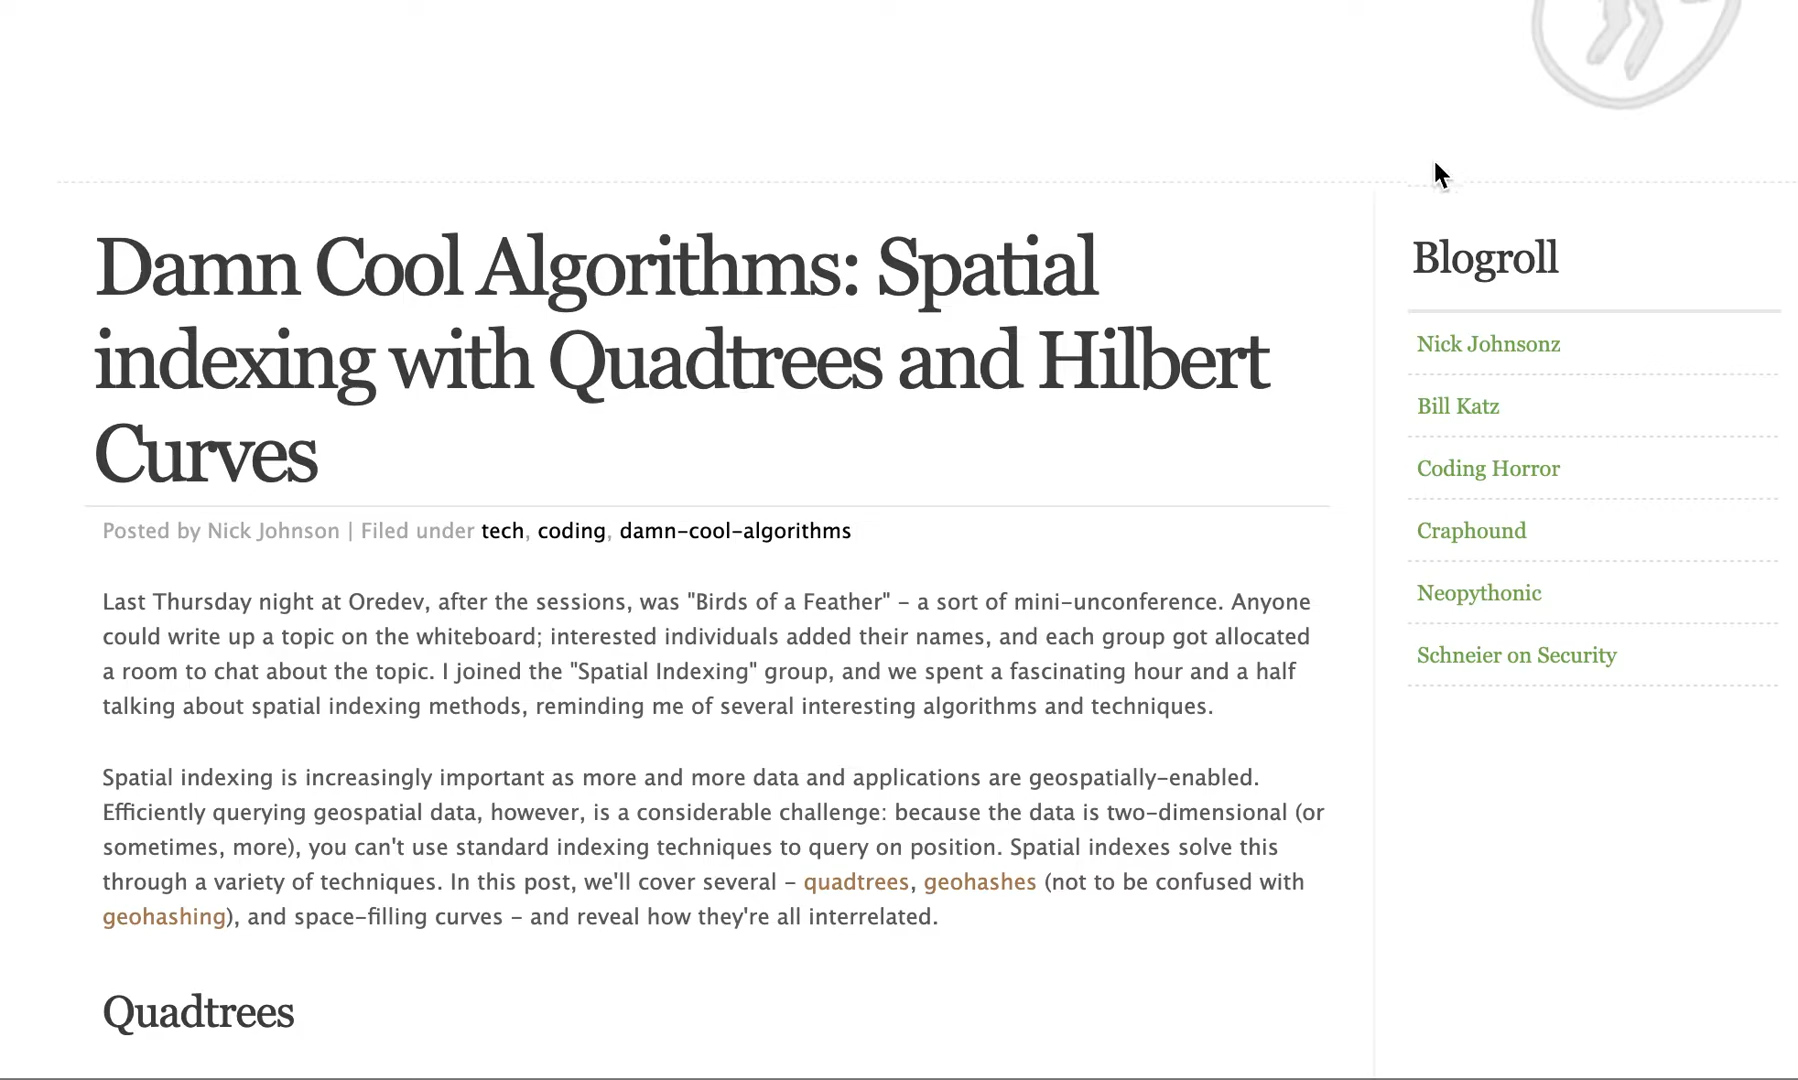 Damn Cool Algorithms: Spatial
indexing with Quadtrees and Hilbert
Curves
Posted by Nick Johnson | Filed under tech, coding, damn-cool-algorithms
Last Thursday night at Oredev, after the sessions, was "Birds of a Feather" – a sort of mini-unconference. Anyone
could write up a topic on the whiteboard; interested individuals added their names, and each group got allocated
a room to chat about the topic. I joined the "Spatial Indexing" group, and we spent a fascinating hour and a half
talking about spatial indexing methods, reminding me of several interesting algorithms and techniques.
Spatial indexing is increasingly important as more and more data and applications are geospatially-enabled.
Efficiently querying geospatial data, however, is a considerable challenge: because the data is two-dimensional (or
sometimes, more), you can't use standard indexing techniques to query on position. Spatial indexes solve this
through a variety of techniques. In this post, we'll cover several – quadtrees, geohashes (not to be confused with
geohashing), and space-filling curves – and reveal how they're all interrelated.
Quadtrees
Blogroll
Nick Johnsonz
Bill Katz
Coding Horror
Craphound
Neopythonic
Schneier on Security